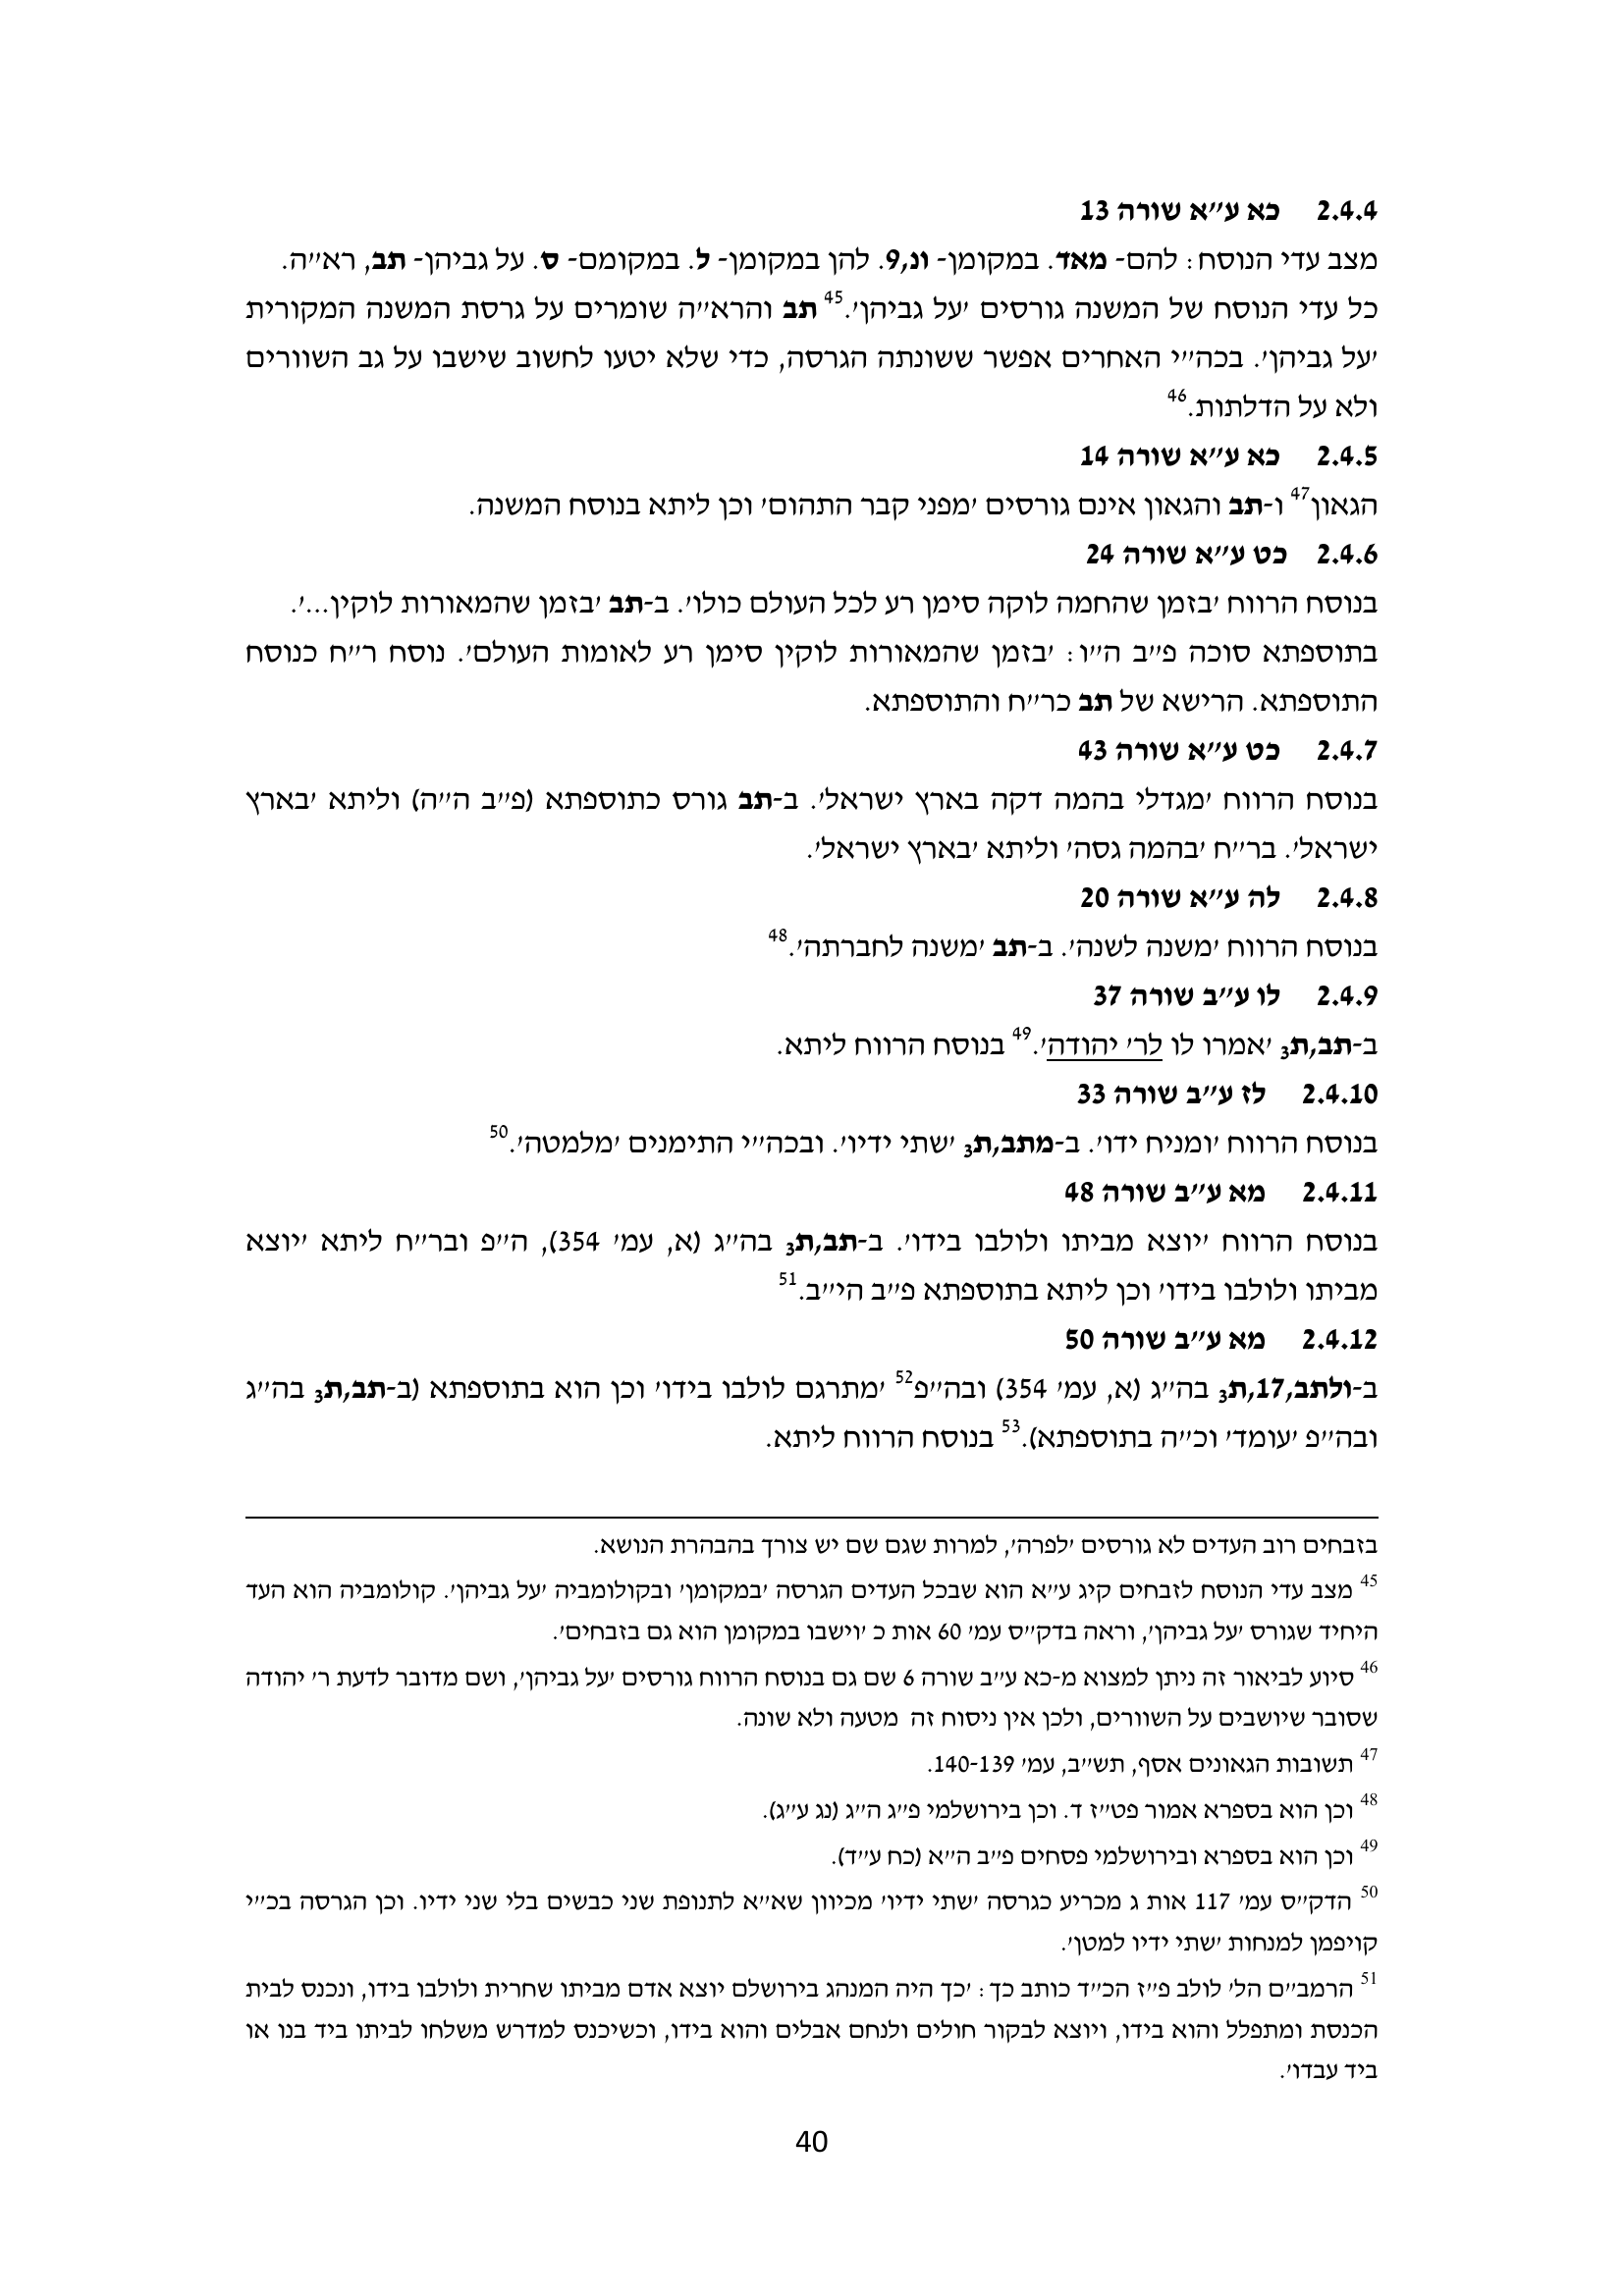 2.4.4 כא ע"א שורה 13
מצב עדי הנוסח: להם- מאד. במקומן- ונ,9. להן במקומן- ל. במקומם- ס. על גביהן- תב, רא"ה.
כל עדי הנוסח של המשנה גורסים 'על גביהן'.45 תב והרא"ה שומרים על גרסת המשנה המקורית
'על גביהן'. בכה"י האחרים אפשר ששונתה הגרסה, כדי שלא יטעו לחשוב שישבו על גב השוורים
ולא על הדלתות.46
2.4.5 כא ע"א שורה 14
הגאון47 ו-תב והגאון אינם גורסים 'מפני קבר התהום' וכן ליתא בנוסח המשנה.
2.4.6 כט ע"א שורה 24
בנוסח הרווח 'בזמן שהחמה לוקה סימן רע לכל העולם כולו'. ב-תב 'בזמן שהמאורות לוקין...'.
בתוספתא סוכה פ"ב ה"ו: 'בזמן שהמאורות לוקין סימן רע לאומות העולם'. נוסח ר"ח כנוסח
התוספתא. הרישא של תב כר"ח והתוספתא.
2.4.7 כט ע"א שורה 43
בנוסח הרווח 'מגדלי בהמה דקה בארץ ישראל'. ב-תב גורס כתוספתא (פ"ב ה"ה) וליתא 'בארץ
ישראל'. בר"ח 'בהמה גסה' וליתא 'בארץ ישראל'.
2.4.8 לה ע"א שורה 20
בנוסח הרווח 'משנה לשנה'. ב-תב 'משנה לחברתה'.48
2.4.9 לו ע"ב שורה 37
ב-תב,ת3 'אמרו לו לר' יהודה'.49 בנוסח הרווח ליתא.
2.4.10 לז ע"ב שורה 33
בנוסח הרווח 'ומניח ידו'. ב-מתב,ת3 'שתי ידיו'. ובכה"י התימנים 'מלמטה'.50
2.4.11 מא ע"ב שורה 48
בנוסח הרווח 'יוצא מביתו ולולבו בידו'. ב-תב,ת3 בה"ג (א, עמ' 354), ה"פ ובר"ח ליתא 'יוצא
מביתו ולולבו בידו' וכן ליתא בתוספתא פ"ב הי"ב.51
2.4.12 מא ע"ב שורה 50
ב-ולתב,17,ת3 בה"ג (א, עמ' 354) ובה"פ52 'מתרגם לולבו בידו' וכן הוא בתוספתא (ב-תב,ת3 בה"ג
ובה"פ 'עומד' וכ"ה בתוספתא).53 בנוסח הרווח ליתא.
בזבחים רוב העדים לא גורסים 'לפרה', למרות שגם שם יש צורך בהבהרת הנושא.
45 מצב עדי הנוסח לזבחים קיג ע"א הוא שבכל העדים הגרסה 'במקומן' ובקולומביה 'על גביהן'. קולומביה הוא העד
היחיד שגורס 'על גביהן', וראה בדק"ס עמ' 60 אות כ 'וישבו במקומן הוא גם בזבחים'.
46 סיוע לביאור זה ניתן למצוא מ-כא ע"ב שורה 6 שם גם בנוסח הרווח גורסים 'על גביהן', ושם מדובר לדעת ר' יהודה
שסובר שיושבים על השוורים, ולכן אין ניסוח זה מטעה ולא שונה.
47 תשובות הגאונים אסף, תש"ב, עמ' 140-139.
48 וכן הוא בספרא אמור פט"ז ד. וכן בירושלמי פ"ג ה"ג (נג ע"ג).
49 וכן הוא בספרא ובירושלמי פסחים פ"ב ה"א (כח ע"ד).
50 הדק"ס עמ' 117 אות ג מכריע כגרסה 'שתי ידיו' מכיוון שא"א לתנופת שני כבשים בלי שני ידיו. וכן הגרסה בכ"י
קויפמן למנחות 'שתי ידיו למטן'.
51 הרמב"ם הל' לולב פ"ז הכ"ד כותב כך: 'כך היה המנהג בירושלם יוצא אדם מביתו שחרית ולולבו בידו, ונכנס לבית
הכנסת ומתפלל והוא בידו, ויוצא לבקור חולים ולנחם אבלים והוא בידו, וכשיכנס למדרש משלחו לביתו ביד בנו או
ביד עבדו'.
40